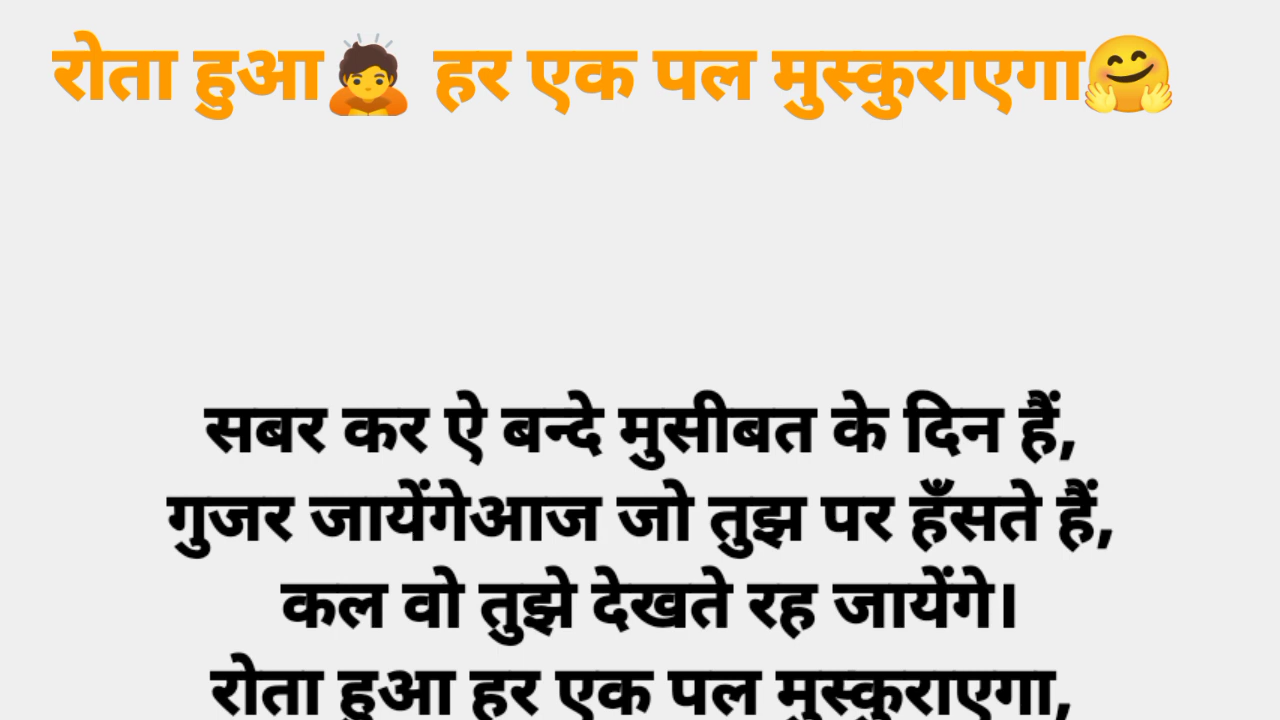 रोता हुआ🙇 हर एक पल मुस्कुराएगा🤗
सबर कर ऐ बन्दे मुसीबत के दिन हैं,
गुजर जायेंगेआज जो तुझ पर हँसते हैं,
कल वो तुझे देखते रह जायेंगे।
रोता हुआ हर एक पल मुस्कुराएगा,